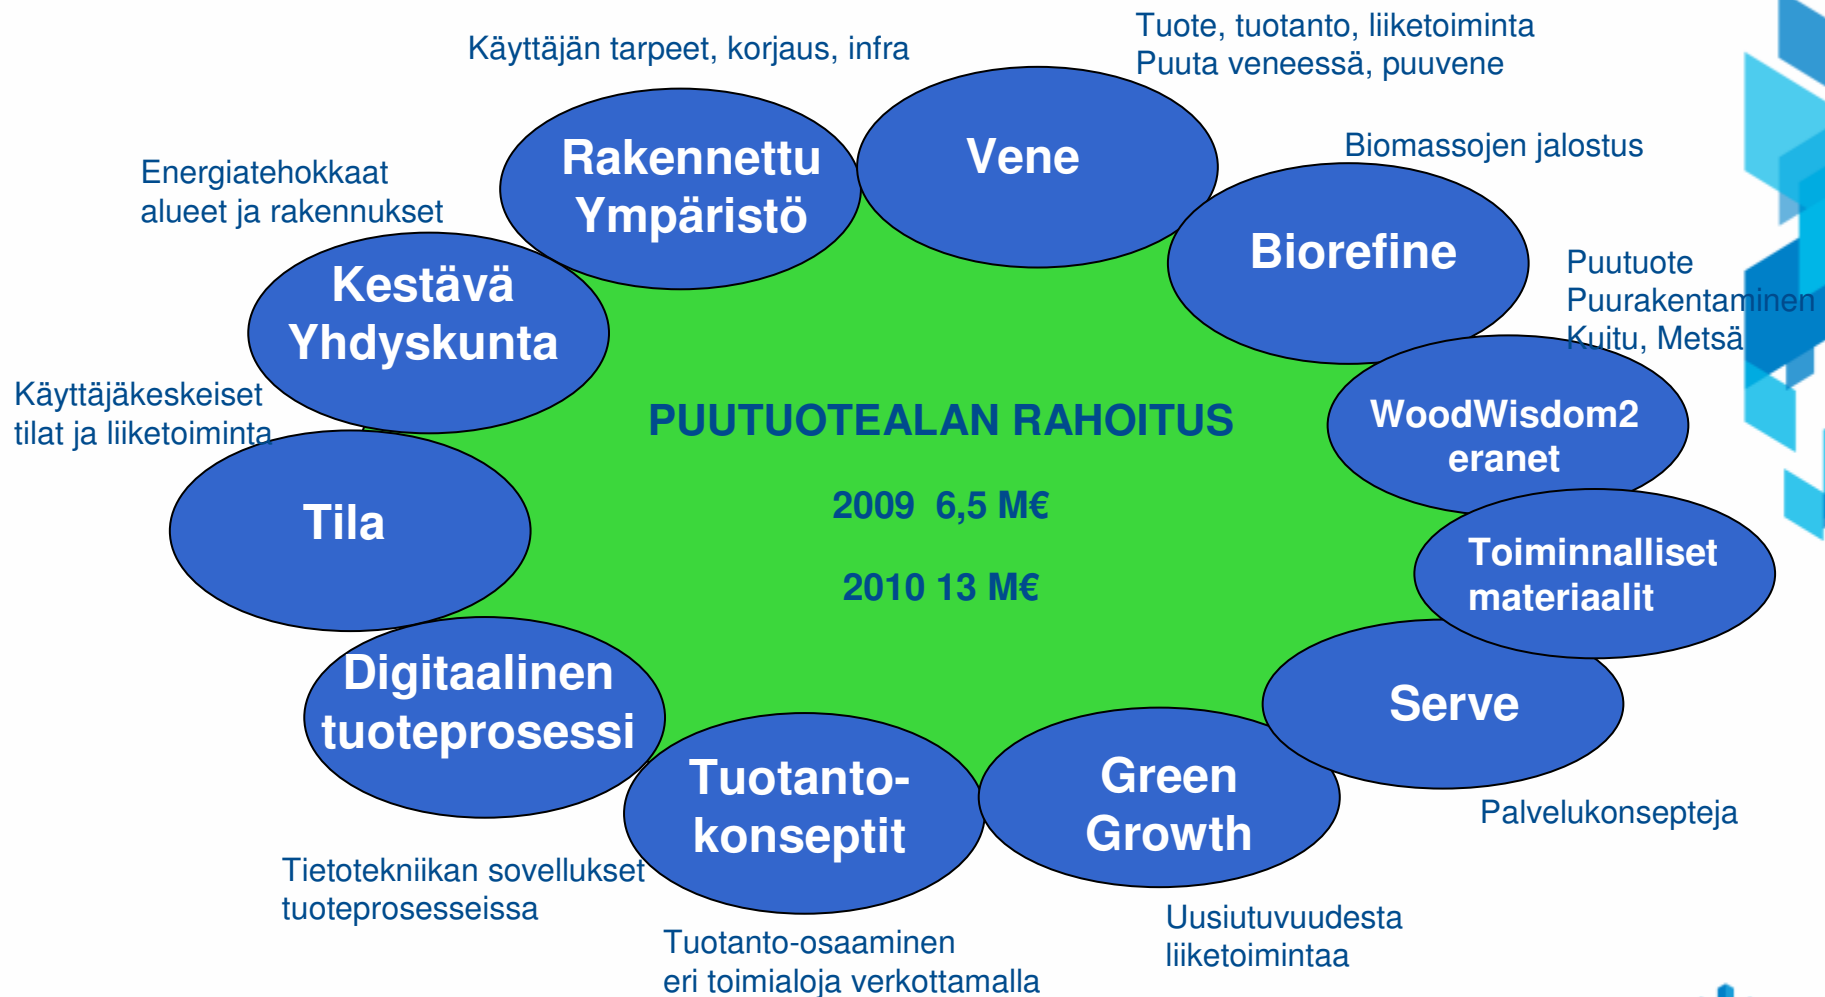 Käyttäjän tarpeet, korjaus, infra
Tuote, tuotanto, liiketoiminta
Puuta veneessä, puuvene
Rakennettu
Ympäristö
Vene
Biomassojen jalostus
Energiatehokkaat
alueet ja rakennukset
Biorefine
Kestävä
Yhdyskunta
Puutuote
Puurakentaminen
Kuitu, Metsä
Käyttäjäkeskeiset
tilat ja liiketoiminta
PUUTUOTEALAN RAHOITUS
2009 6,5 M€
2010 13 M€
WoodWisdom2
eranet
Tila
Toiminnalliset
materiaalit
Digitaalinen
tuoteprosessi
Serve
Tuotanto-
konseptit
Green
Growth
Palvelukonsepteja
Tietotekniikan sovellukset
tuoteprosesseissa
Uusiutuvuudesta
liiketoimintaa
Tuotanto-osaaminen
eri toimialoja verkottamalla